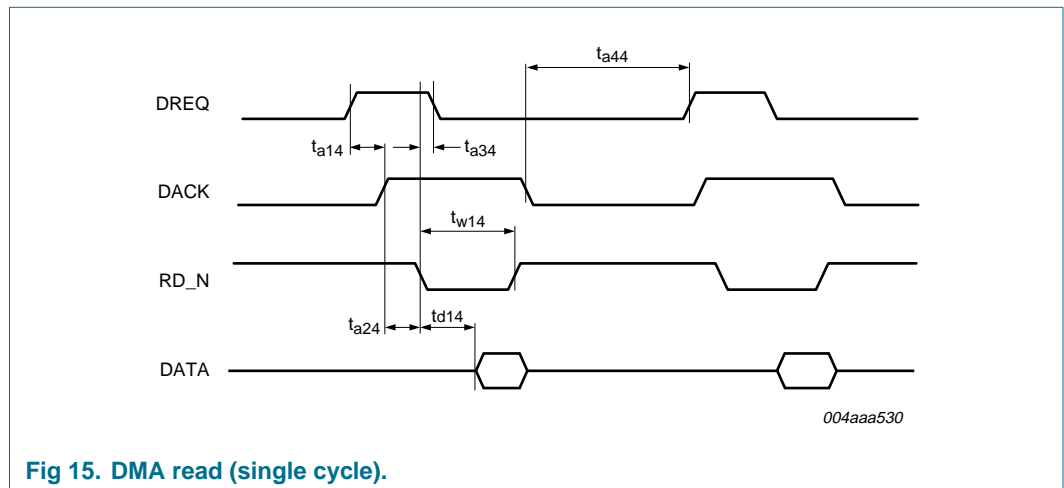 ta44
DREQ
ta14
ta34
DACK
tw14
RD_N
ta24
td14
DATA
004aaa530
Fig 15. DMA read (single cycle).